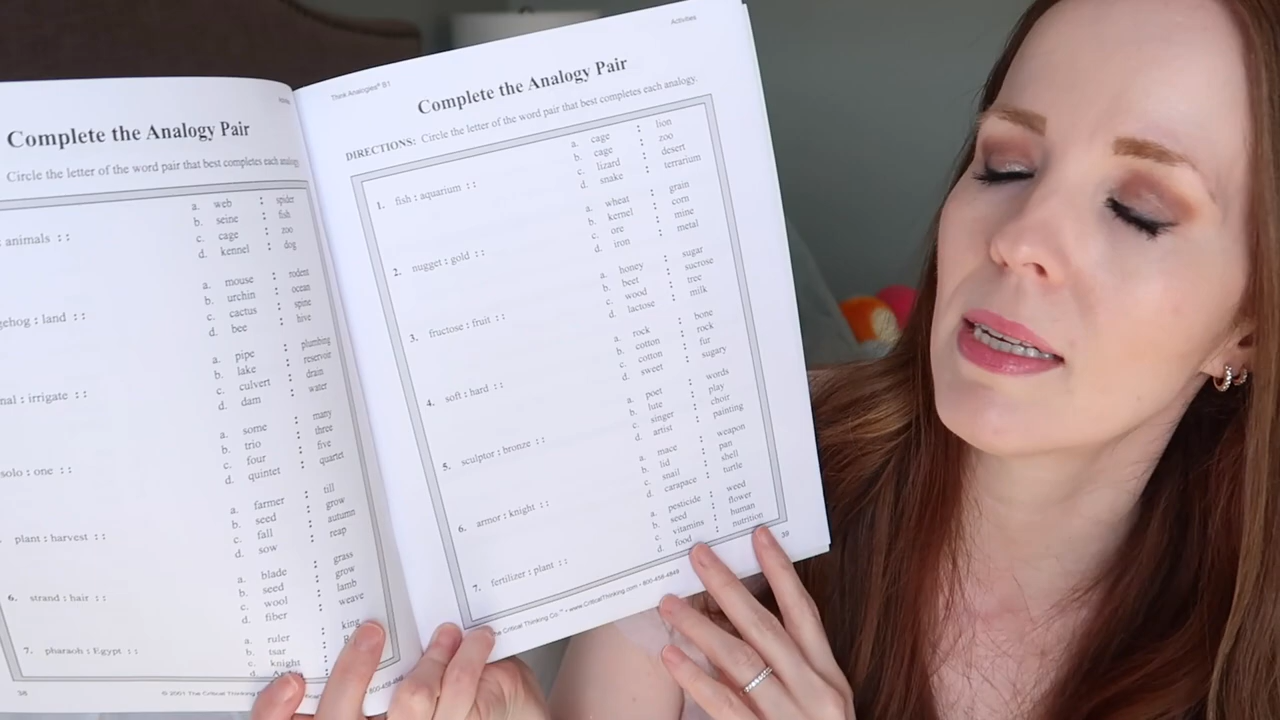 Complete the Analogy Pair
Circle the letter of the word pair that best completes each analogy
animals : :
a. web : spider
b. seine : fish
c. cage : zoo
d. kennel : dog
: land : :
a. mouse : rodent
b. urchin : ocean
c. cactus : spine
d. bee : hive
: irrigate : :
a. pipe : plumbing
b. lake : reservoir
c. culvert : drain
d. dam : water
solo : one : :
a. some : many
b. trio : three
c. four : five
d. quintet : quartet
plant : harvest : :
a. farmer : till
b. seed : grow
c. fall : autumn
d. sow : reap
6. strand : hair : :
a. blade : grass
b. seed : grow
c. wool : lamb
d. fiber : weave
7. pharaoh : Egypt : :
a. ruler : king
b. tsar :
c. knight :
d.
38
© 2001 The Critical Thinking
800-458-4849
Think Analogies® B1
Activities
Complete the Analogy Pair
DIRECTIONS: Circle the letter of the word pair that best completes each analogy.
1. fish : aquarium : :
a. cage : lion
b. cage : zoo
c. lizard : desert
d. snake : terrarium
2. nugget : gold : :
a. wheat : grain
b. kernel : corn
c. ore : mine
d. iron : metal
3. fructose : fruit : :
a. honey : sugar
b. beet : sucrose
c. wood : tree
d. lactose : milk
4. soft : hard : :
a. rock : bone
b. cotton : rock
c. cotton : fur
d. sweet : sugary
5. sculptor : bronze : :
a. poet : words
b. lute : play
c. singer : choir
d. artist : painting
6. armor : knight : :
a. mace : weapon
b. lid : pan
c. snail : shell
d. carapace : turtle
7. fertilizer : plant : :
a. pesticide : weed
b. seed : flower
c. vitamins : human
d. food : nutrition
The Critical Thinking Co.™ • www.CriticalThinking.com • 800-458-4849
39